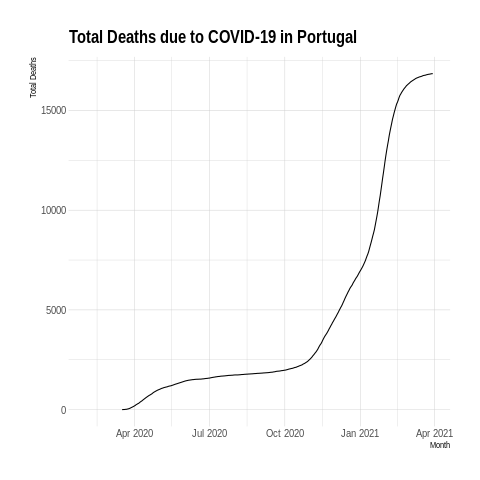 Total Deaths due to COVID-19 in Portugal
Total Deaths
15000
10000
5000
0
Apr 2020 Jul 2020 Oct 2020 Jan 2021 Apr 2021
Month